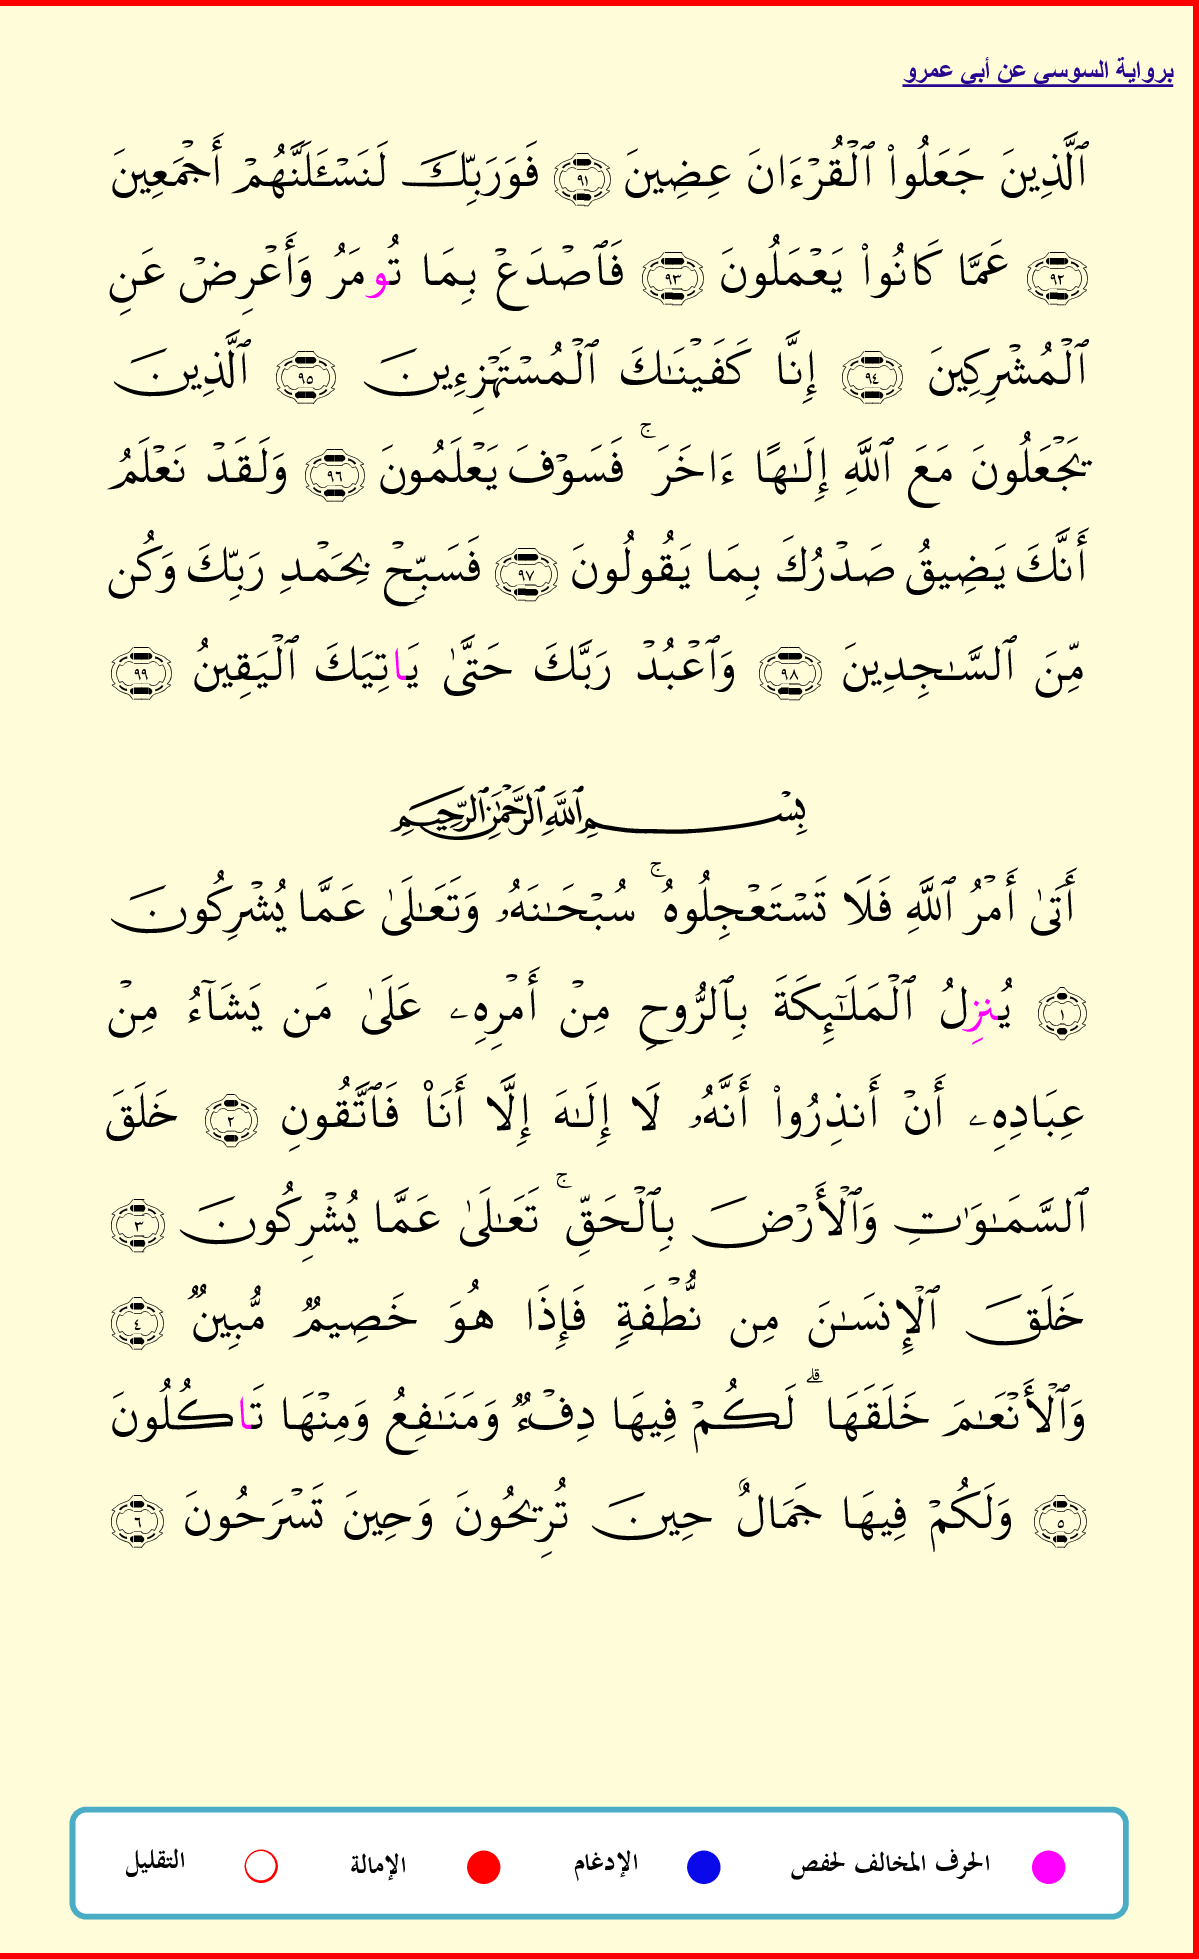 برواية السوسي عن أبي عمرو
ٱلَّذِينَ جَعَلُوا۟ ٱلْقُرْءَانَ عِضِينَ ٩١ فَوَرَبِّكَ لَنَسْـَٔلَنَّهُمْ أَجْمَعِينَ
٩٢ عَمَّا كَانُوا۟ يَعْمَلُونَ ٩٣ فَٱصْدَعْ بِمَا تُومَرُ وَأَعْرِضْ عَنِ
ٱلْمُشْرِكِينَ ٩٤ إِنَّا كَفَيْنَـٰكَ ٱلْمُسْتَهْزِءِينَ ٩٥ ٱلَّذِينَ
يَجْعَلُونَ مَعَ ٱللَّهِ إِلَـٰهًا ءَاخَرَ ۚ فَسَوْفَ يَعْلَمُونَ ٩٦ وَلَقَدْ نَعْلَمُ
أَنَّكَ يَضِيقُ صَدْرُكَ بِمَا يَقُولُونَ ٩٧ فَسَبِّحْ بِحَمْدِ رَبِّكَ وَكُن
مِّنَ ٱلسَّـٰجِدِينَ ٩٨ وَٱعْبُدْ رَبَّكَ حَتَّىٰ يَاتِيَكَ ٱلْيَقِينُ ٩٩
بِسْمِ ٱللَّهِ ٱلرَّحْمَـٰنِ ٱلرَّحِيمِ
أَتَىٰ أَمْرُ ٱللَّهِ فَلَا تَسْتَعْجِلُوهُ ۚ سُبْحَـٰنَهُۥ وَتَعَـٰلَىٰ عَمَّا يُشْرِكُونَ
١ يُنزِلُ ٱلْمَلَـٰٓئِكَةَ بِٱلرُّوحِ مِنْ أَمْرِهِۦ عَلَىٰ مَن يَشَآءُ مِنْ
عِبَادِهِۦ أَنْ أَنذِرُوا۟ أَنَّهُۥ لَا إِلَـٰهَ إِلَّا أَنَا۠ فَٱتَّقُونِ ٢ خَلَقَ
ٱلسَّمَـٰوَٰتِ وَٱلْأَرْضَ بِٱلْحَقِّ ۚ تَعَـٰلَىٰ عَمَّا يُشْرِكُونَ ٣
خَلَقَ ٱلْإِنسَـٰنَ مِن نُّطْفَةٍ فَإِذَا هُوَ خَصِيمٌ مُّبِينٌ ٤
وَٱلْأَنْعَـٰمَ خَلَقَهَا ۗ لَكُمْ فِيهَا دِفْءٌ وَمَنَـٰفِعُ وَمِنْهَا تَاكُلُونَ
٥ وَلَكُمْ فِيهَا جَمَالٌ حِينَ تُرِيحُونَ وَحِينَ تَسْرَحُونَ ٦
الحرف المخالف لحفص الإدغام الإمالة التقليل